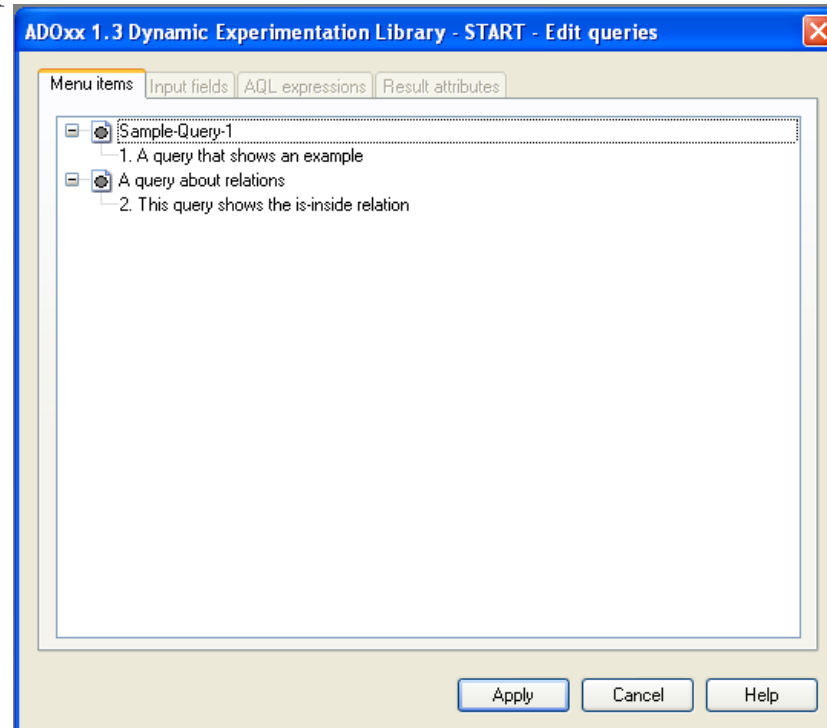 ADOxx 1.3 Dynamic Experimentation Library - START - Edit queries
Menu items Input fields AQL expressions Result attributes
Sample-Query-1
1. A query that shows an example
A query about relations
2. This query shows the is-inside relation
Apply Cancel Help